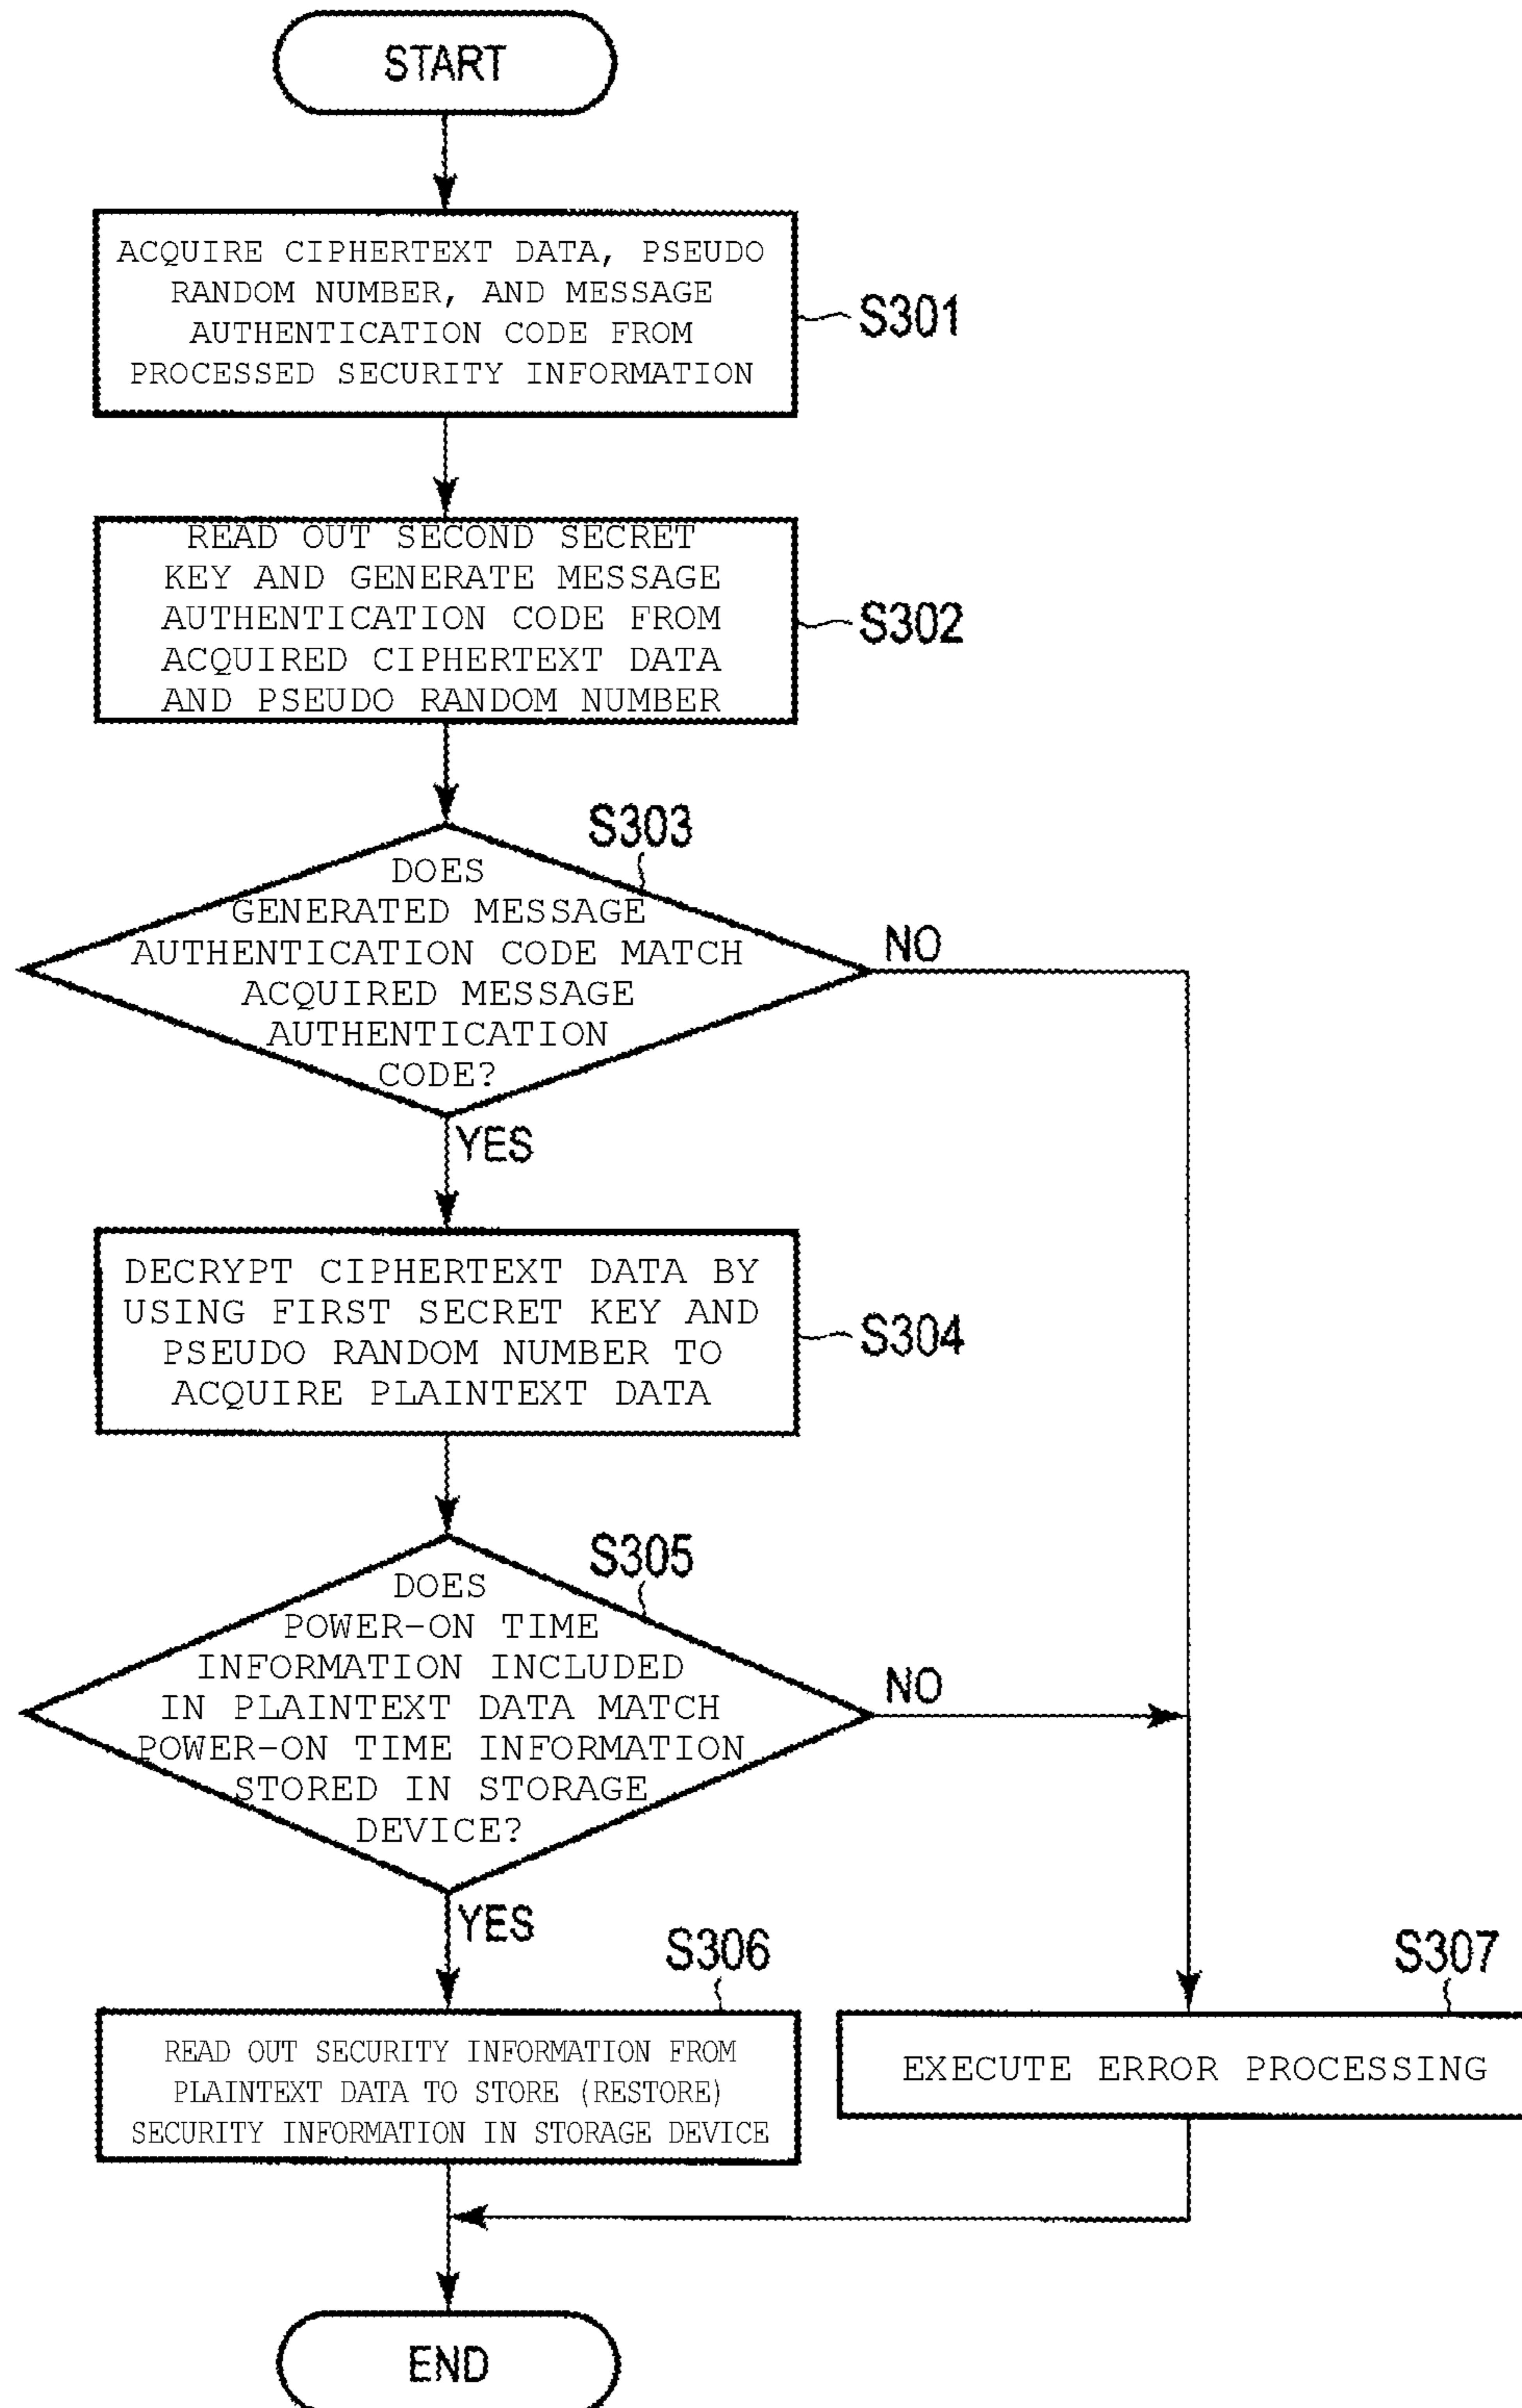 START
ACQUIRE CIPHERTEXT DATA, PSEUDO
RANDOM NUMBER, AND MESSAGE
AUTHENTICATION CODE FROM
PROCESSED SECURITY INFORMATION
S301
READ OUT SECOND SECRET
KEY AND GENERATE MESSAGE
AUTHENTICATION CODE FROM
ACQUIRED CIPHERTEXT DATA
AND PSEUDO RANDOM NUMBER
S302
S303
DOES
GENERATED MESSAGE
AUTHENTICATION CODE MATCH
ACQUIRED MESSAGE
AUTHENTICATION
CODE?
NO
YES
DECRYPT CIPHERTEXT DATA BY
USING FIRST SECRET KEY AND
PSEUDO RANDOM NUMBER TO
ACQUIRE PLAINTEXT DATA
S304
S305
DOES
POWER-ON TIME
INFORMATION INCLUDED
IN PLAINTEXT DATA MATCH
POWER-ON TIME INFORMATION
STORED IN STORAGE
DEVICE?
NO
YES
S306
READ OUT SECURITY INFORMATION FROM
PLAINTEXT DATA TO STORE (RESTORE)
SECURITY INFORMATION IN STORAGE DEVICE
S307
EXECUTE ERROR PROCESSING
END